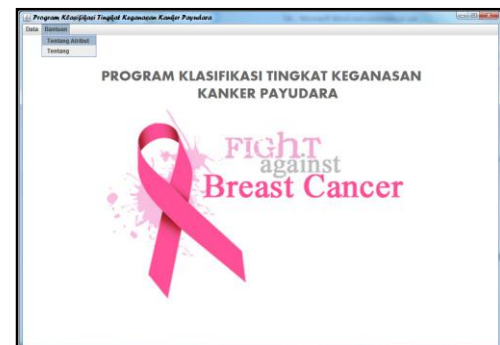 Program Klasifikasi Tingkat Keganasan Kanker Payudara
Data Bantuan
Tentang Atribut
Tentang
PROGRAM KLASIFIKASI TINGKAT KEGANASAN
KANKER PAYUDARA
FIGhT
against
Breast Cancer